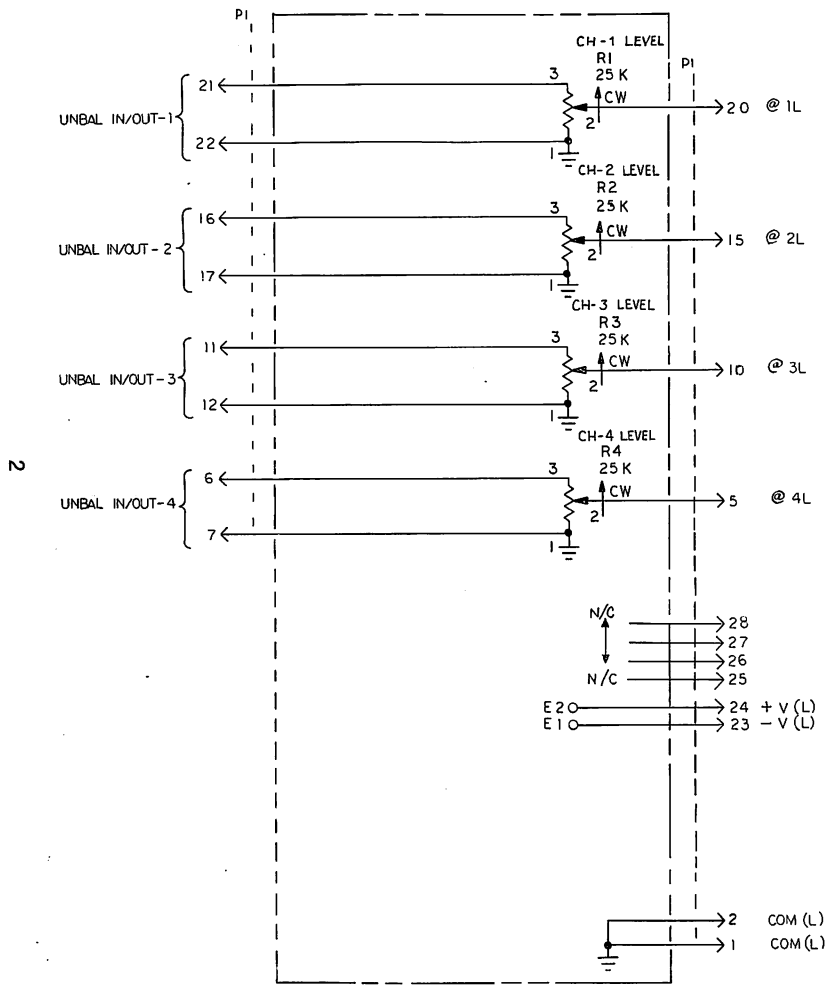 P1
CH-1 LEVEL
R1
25 K
P1
3
21
CW
20 @ 1L
UNBAL IN/OUT-1
2
22
1
CH-2 LEVEL
R2
25 K
3
16
CW
15 @ 2L
UNBAL IN/OUT-2
2
17
1
CH-3 LEVEL
R3
25 K
3
11
CW
10 @ 3L
UNBAL IN/OUT-3
2
12
1
CH-4 LEVEL
R4
25 K
3
6
CW
5 @ 4L
UNBAL IN/OUT-4
2
7
1
2
N/C
28
27
26
N/C
25
E2
24 + V (L)
E1
23 - V (L)
2 COM (L)
1 COM (L)